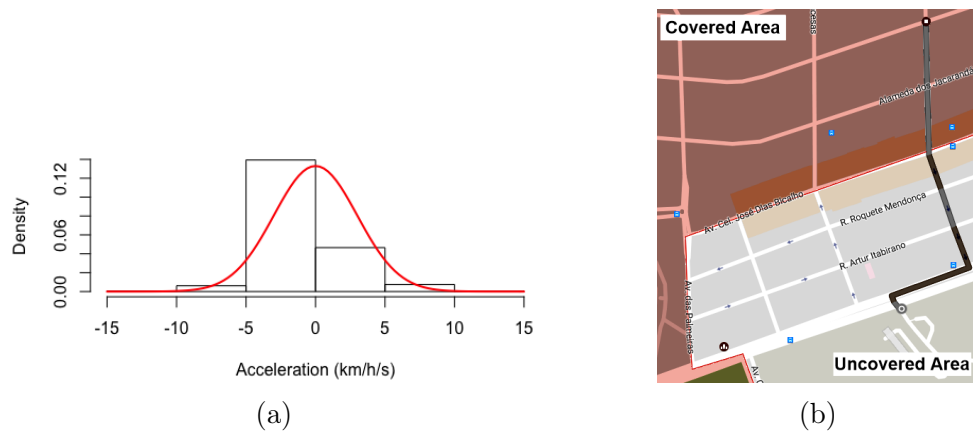 0.12
0.06
0.00
Density
-15 -10 -5 0 5 10 15
Acceleration (km/h/s)
(a)
Covered Area
Alameda dos Jacarandá
Av. Cel. José Dias Bicalho
R. Roquete Mendonça
R. Artur Itabirano
Av. das Palmeiras
Uncovered Area
(b)